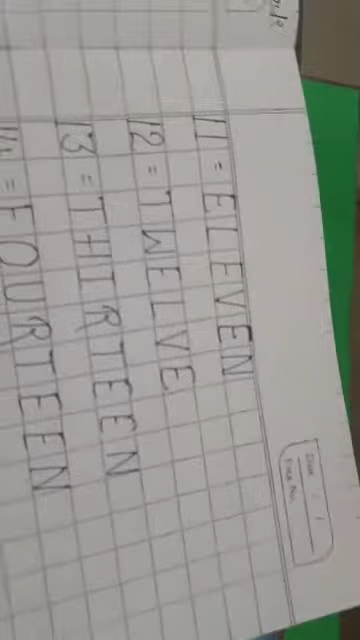 Date : /
Page No.
11 = ELEVEN
12 = TWELVE
13 = THIRTEEN
14 = FOURTEEN